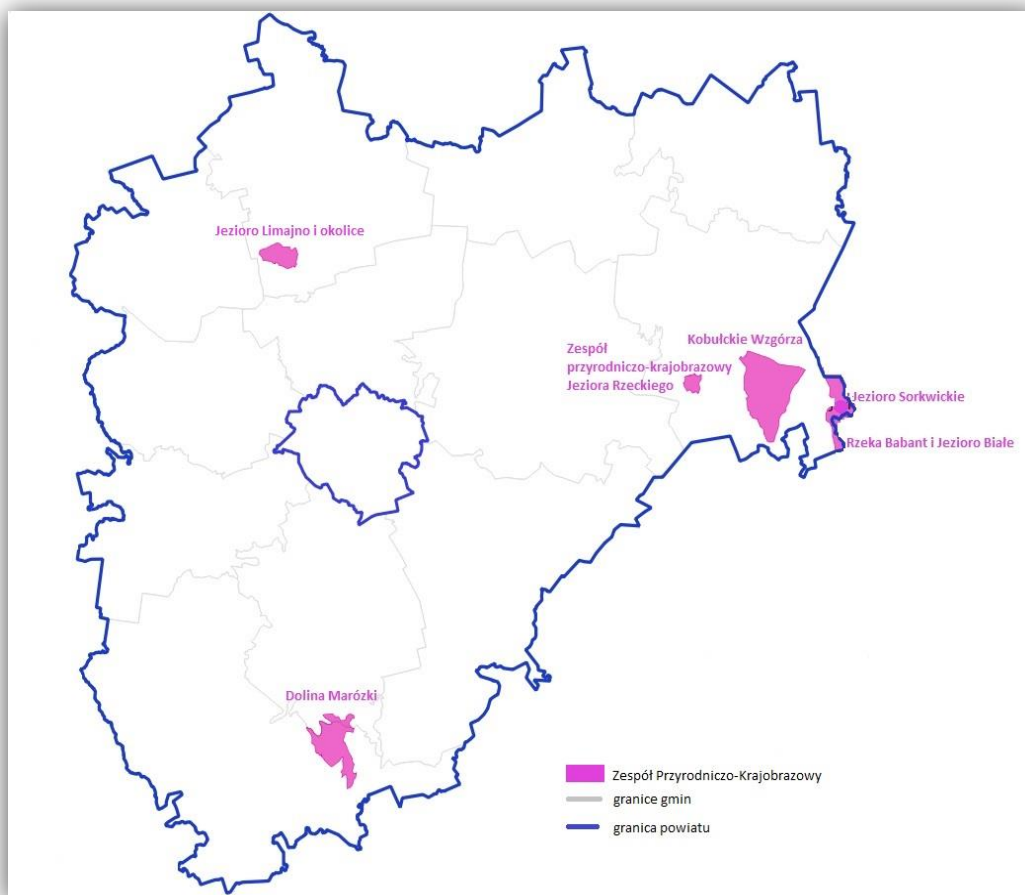 Jezioro Limajno i okolice
Zespół
przyrodniczo-krajobrazowy
Jeziora Rzeckiego
Kobułckie Wzgórza
Jezioro Sorkwickie
Rzeka Babant i Jezioro Białe
Dolina Marózki
Zespół Przyrodniczo-Krajobrazowy
granice gmin
granica powiatu